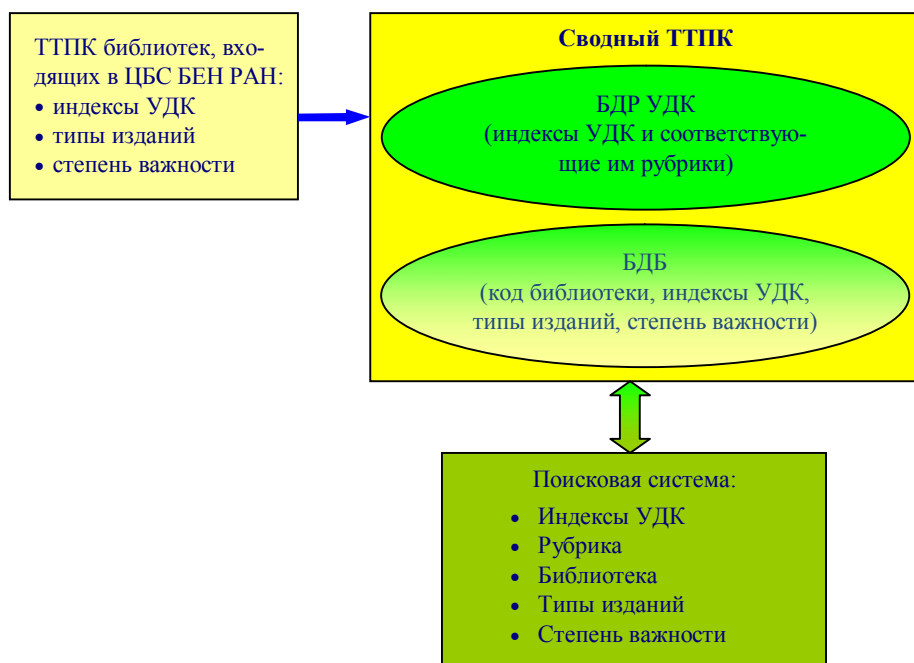 ТТПК библиотек, вхо-
дящих в ЦБС БЕН РАН:
• индексы УДК
• типы изданий
• степень важности
Сводный ТТПК
БДР УДК
(индексы УДК и соответствую-
щие им рубрики)
БДБ
(код библиотеки, индексы УДК,
типы изданий, степень важности)
Поисковая система:
• Индексы УДК
• Рубрика
• Библиотека
• Типы изданий
• Степень важности